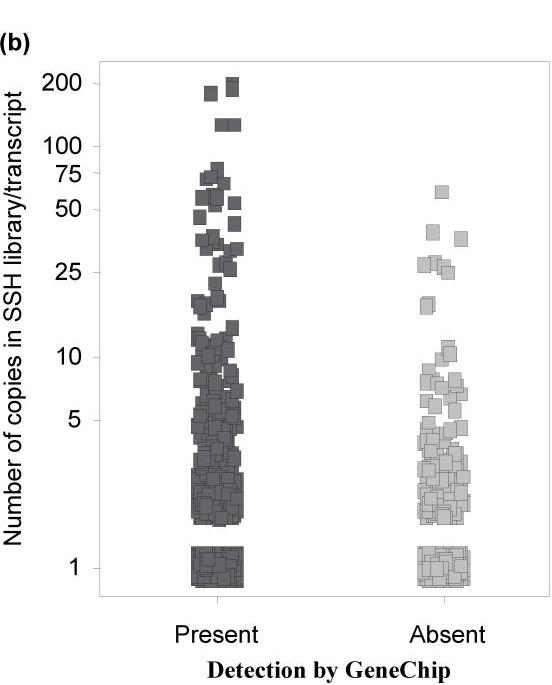 (b)
Number of copies in SSH library/transcript
200
100
75
50
25
10
5
1
Present
Absent
Detection by GeneChip